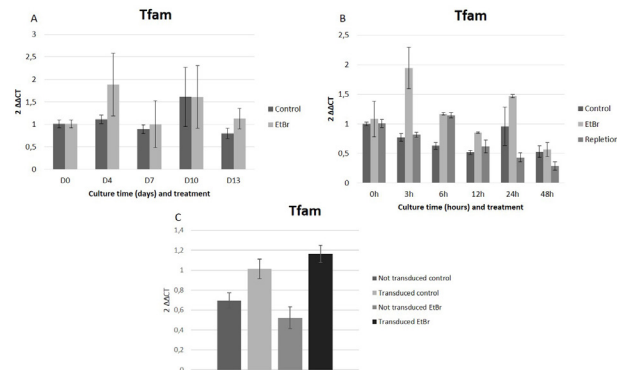 A
Tfam
3
2,5
2
1,5
1
0,5
0
2 ΔΔCT
D0 D4 D7 D10 D13
Culture time (days) and treatment
Control
EtBr
B
Tfam
2,5
2
1,5
1
0,5
0
2 ΔΔCT
0h 3h 6h 12h 24h 48h
Culture time (hours) and treatment
Control
EtBr
Repletion
C
Tfam
1,4
1,2
1
0,8
0,6
0,4
0,2
0
2 ΔΔCT
Not transduced control
Transduced control
Not transduced EtBr
Transduced EtBr